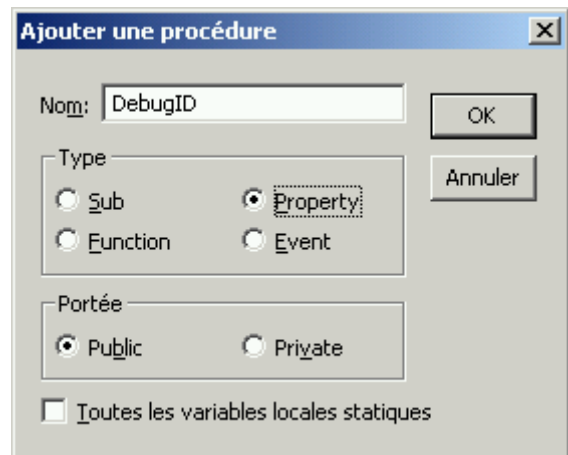 Ajouter une procédure
Nom: DebugID
OK
Annuler
Type
Sub
Property
Function
Event
Portée
Public
Private
Toutes les variables locales statiques